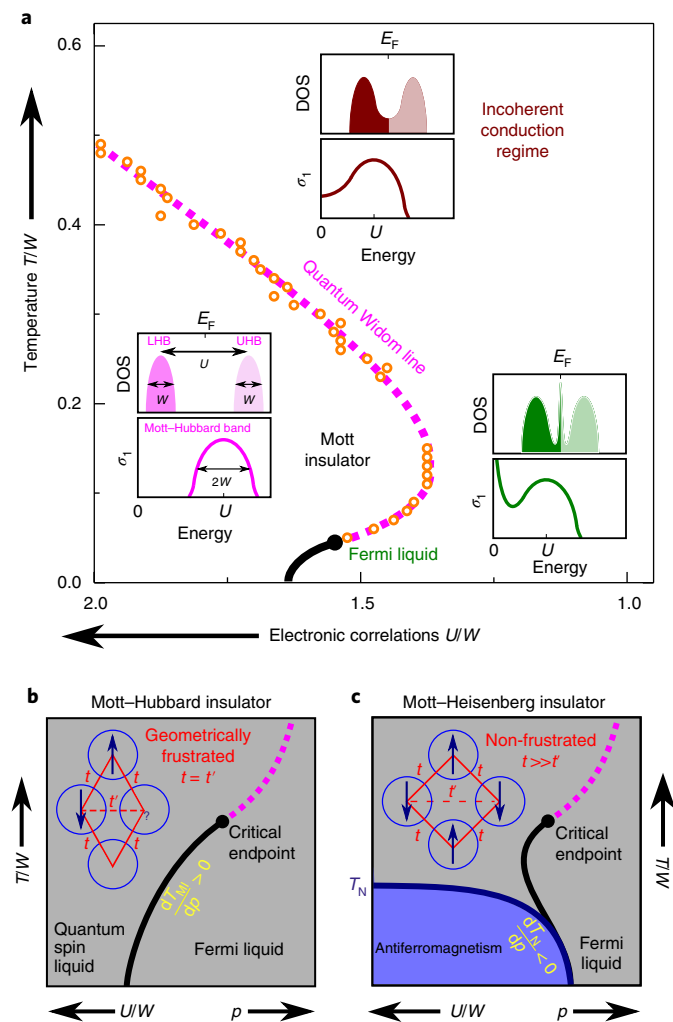 a
0.6
0.4
0.2
0.0
2.0
1.5
1.0
Temperature T/W
Electronic correlations U/W
E_F
DOS
σ₁
0
U
Energy
Incoherent
conduction
regime
Quantum Widom line
E_F
LHB
UHB
U
DOS
W
W
Mott–Hubbard band
σ₁
2W
0
U
Energy
Mott
insulator
Fermi liquid
E_F
DOS
σ₁
0
U
Energy
b
Mott–Hubbard insulator
Geometrically
frustrated
t = t′
t
t
t′
?
t
t
Critical
endpoint
dT_MI/dp > 0
Quantum
spin
liquid
Fermi liquid
T/W
U/W
p
c
Mott–Heisenberg insulator
Non-frustrated
t >> t′
t
t
t′
t
t
Critical
endpoint
T_N
dT_N/dp < 0
Antiferromagnetism
Fermi
liquid
T/W
U/W
p